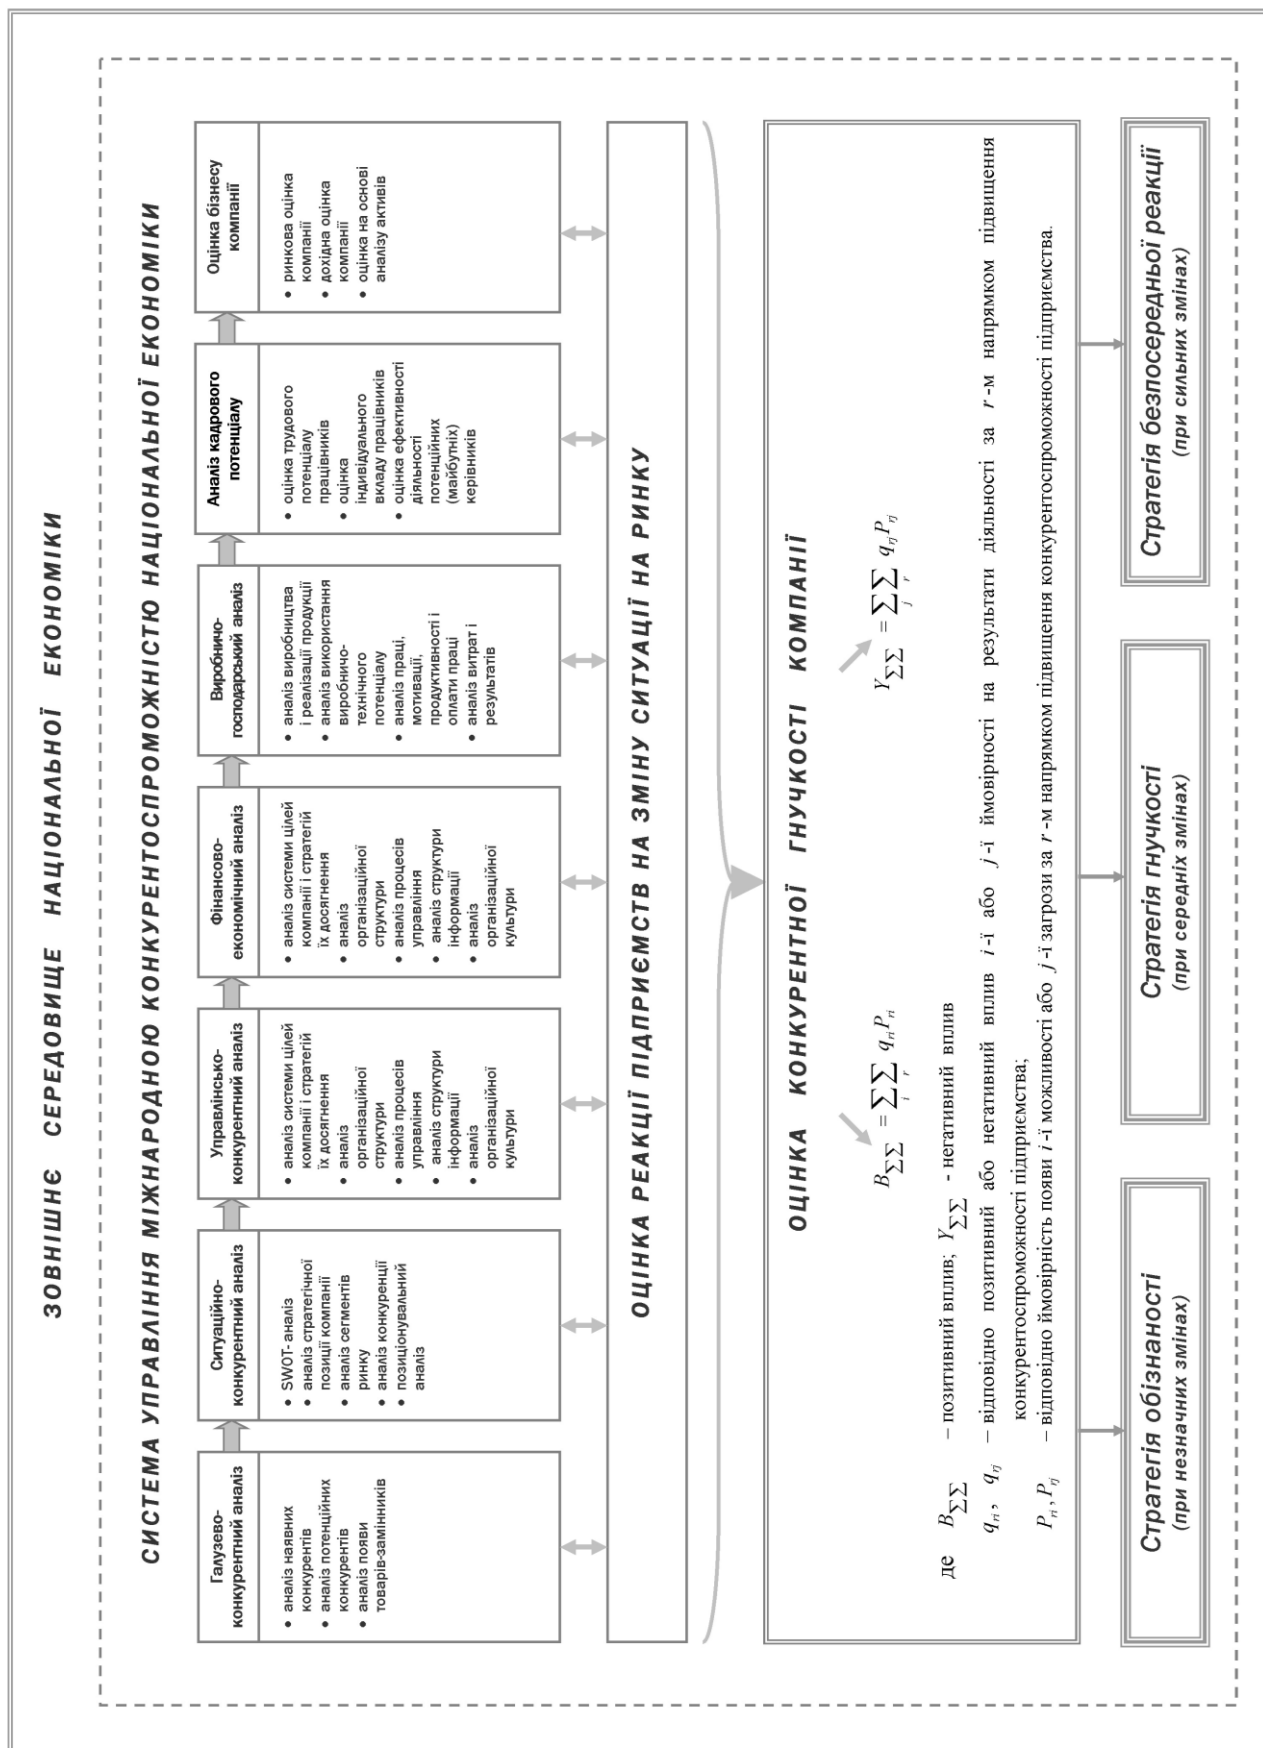 ЗОВНІШНЄ СЕРЕДОВИЩЕ НАЦІОНАЛЬНОЇ ЕКОНОМІКИ
СИСТЕМА УПРАВЛІННЯ МІЖНАРОДНОЮ КОНКУРЕНТОСПРОМОЖНІСТЮ НАЦІОНАЛЬНОЇ ЕКОНОМІКИ
Галузево-
конкурентний аналіз
● аналіз наявних
конкурентів
● аналіз потенційних
конкурентів
● аналіз появи
товарів-замінників
Ситуаційно-
конкурентний аналіз
● SWOT- аналіз
● аналіз стратегічної
позиції компанії
● аналіз сегментів
ринку
● аналіз конкуренції
● позиціонувальний
аналіз
Управлінсько-
конкурентний аналіз
● аналіз системи цілей
компанії і стратегій
їх досягнення
● аналіз
організаційної
структури
● аналіз процесів
управління
● аналіз структури
інформації
● аналіз
організаційної
культури
Фінансово-
економічний аналіз
● аналіз системи цілей
компанії і стратегій
їх досягнення
● аналіз
організаційної
структури
● аналіз процесів
управління
● аналіз структури
інформації
● аналіз
організаційної
культури
Виробничо-
господарський аналіз
● аналіз виробництва
і реалізації продукції
● аналіз використання
виробничо-
технічного
потенціалу
● аналіз праці,
мотивації,
продуктивності і
оплати праці
● аналіз витрат і
результатів
Аналіз кадрового
потенціалу
● оцінка трудового
потенціалу
працівників
● оцінка
індивідуального
вкладу працівників
● оцінка ефективності
діяльності
потенційних
(майбутніх)
керівників
Оцінка бізнесу
компанії
● ринкова оцінка
компанії
● дохідна оцінка
компанії
● оцінка на основі
аналізу активів
ОЦІНКА РЕАКЦІЇ ПІДПРИЄМСТВ НА ЗМІНУ СИТУАЦІЇ НА РИНКУ
ОЦІНКА КОНКУРЕНТНОЇ ГНУЧКОСТІ КОМПАНІЇ
B∑∑ = ∑i ∑r qri Pri
Y∑∑ = ∑j ∑r qrj Prj
де B∑∑ – позитивний вплив; Y∑∑ - негативний вплив
qri , qrj – відповідно позитивний або негативний вплив i -ї або j -ї ймовірності на результати діяльності за r -м напрямком підвищення
конкурентоспроможності підприємства;
Pri , Prj – відповідно ймовірність появи i -ї можливості або j -ї загрози за r -м напрямком підвищення конкурентоспроможності підприємства.
Стратегія обізнаності
(при незначних змінах)
Стратегія гнучкості
(при середніх змінах)
Стратегія безпосередньої реакції
(при сильних змінах)